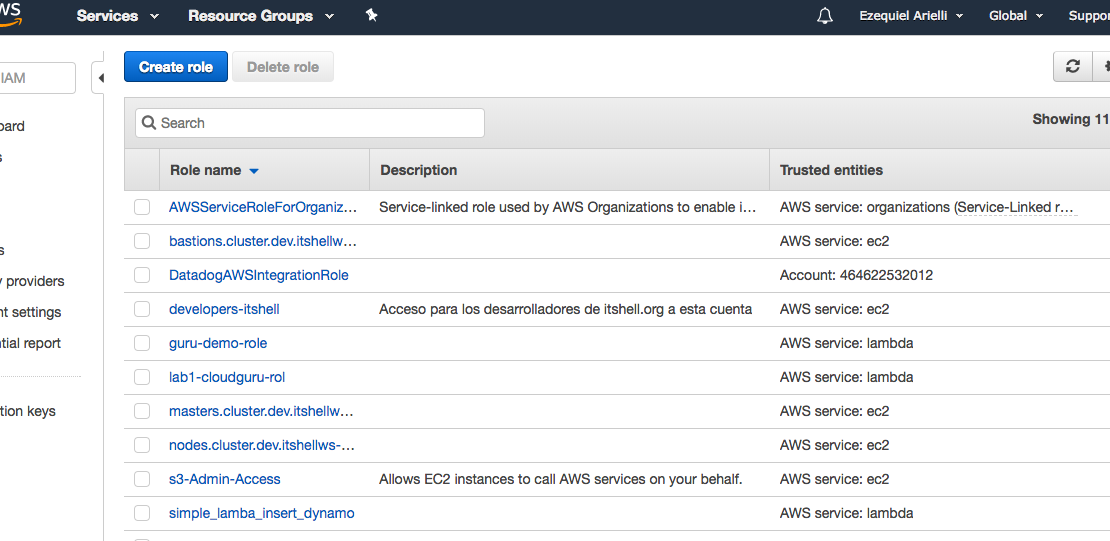 Services Resource Groups Ezequiel Arielli Global
IAM
Create role Delete role
Search
Showing 11
Role name Description Trusted entities
AWSServiceRoleForOrganiz... Service-linked role used by AWS Organizations to enable i... AWS service: organizations (Service-Linked r...
bastions.cluster.dev.itshellw... AWS service: ec2
y providers DatadogAWSIntegrationRole Account: 464622532012
nt settings developers-itshell Acceso para los desarrolladores de itshell.org a esta cuenta AWS service: ec2
tial report guru-demo-role AWS service: lambda
lab1-cloudguru-rol AWS service: lambda
tion keys masters.cluster.dev.itshellw... AWS service: ec2
nodes.cluster.dev.itshellws-... AWS service: ec2
s3-Admin-Access Allows EC2 instances to call AWS services on your behalf. AWS service: ec2
simple_lamba_insert_dynamo AWS service: lambda